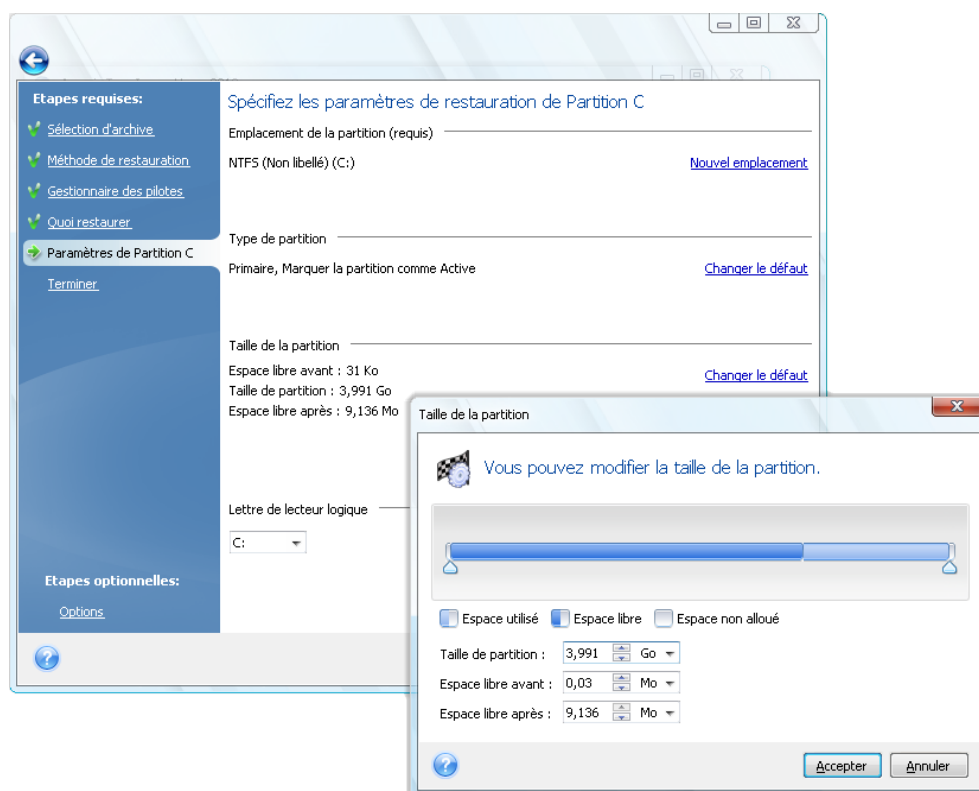 Etapes requises:
Sélection d'archive
Méthode de restauration
Gestionnaire des pilotes
Quoi restaurer
Paramètres de Partition C
Terminer
Etapes optionnelles:
Options
Spécifiez les paramètres de restauration de Partition C
Emplacement de la partition (requis)
NTFS (Non libellé) (C:)
Nouvel emplacement
Type de partition
Primaire, Marquer la partition comme Active
Changer le défaut
Taille de la partition
Espace libre avant : 31 Ko
Changer le défaut
Taille de partition : 3,991 Go
Espace libre après : 9,136 Mo
Lettre de lecteur logique
C:
Taille de la partition
Vous pouvez modifier la taille de la partition.
Espace utilisé Espace libre Espace non alloué
Taille de partition : 3,991 Go
Espace libre avant : 0,03 Mo
Espace libre après : 9,136 Mo
Accepter Annuler